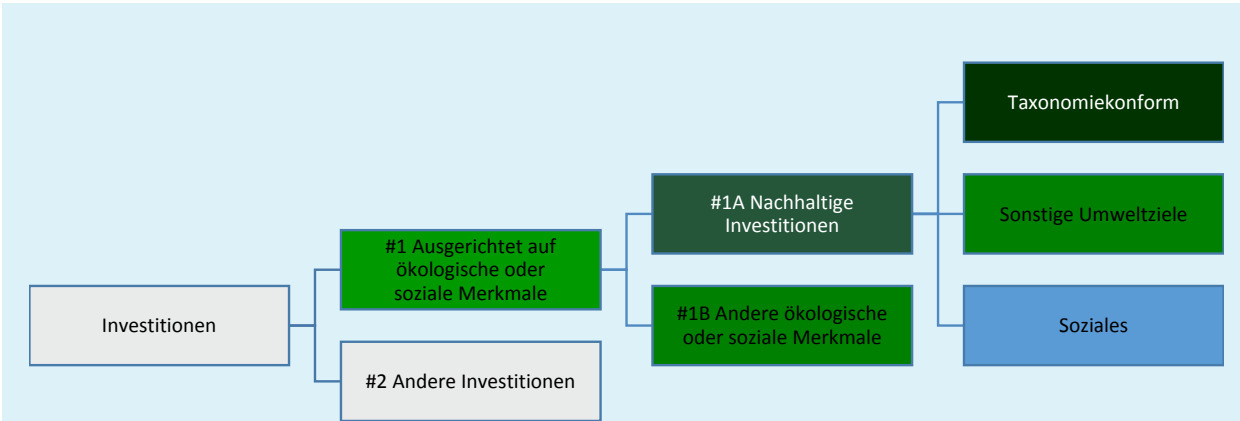 Investitionen
#1 Ausgerichtet auf
ökologische oder
soziale Merkmale
#2 Andere Investitionen
#1A Nachhaltige
Investitionen
#1B Andere ökologische
oder soziale Merkmale
Taxonomiekonform
Sonstige Umweltziele
Soziales